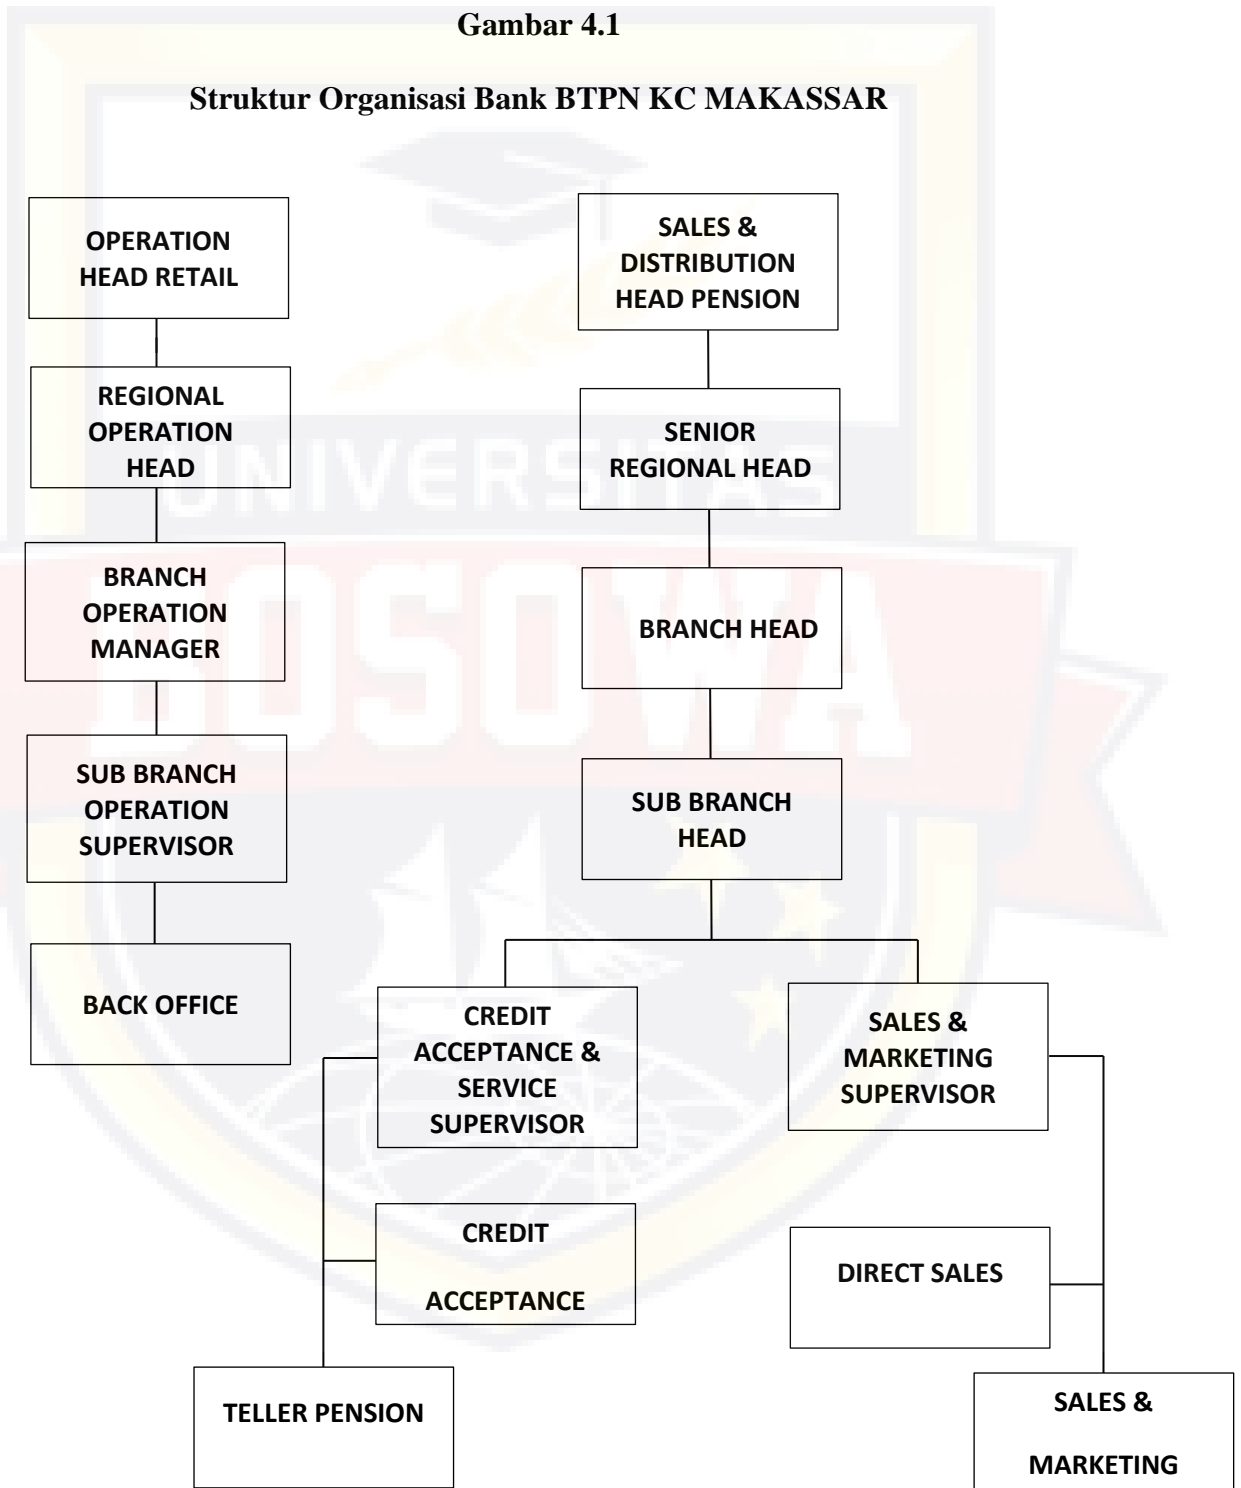 Gambar 4.1
Struktur Organisasi Bank BTPN KC MAKASSAR
OPERATION
HEAD RETAIL
REGIONAL
OPERATION
HEAD
BRANCH
OPERATION
MANAGER
SUB BRANCH
OPERATION
SUPERVISOR
BACK OFFICE
SALES &
DISTRIBUTION
HEAD PENSION
SENIOR
REGIONAL HEAD
BRANCH HEAD
SUB BRANCH
HEAD
CREDIT
ACCEPTANCE &
SERVICE
SUPERVISOR
SALES &
MARKETING
SUPERVISOR
CREDIT
ACCEPTANCE
DIRECT SALES
TELLER PENSION
SALES &
MARKETING
UNIVERSITAS
BOSOWA